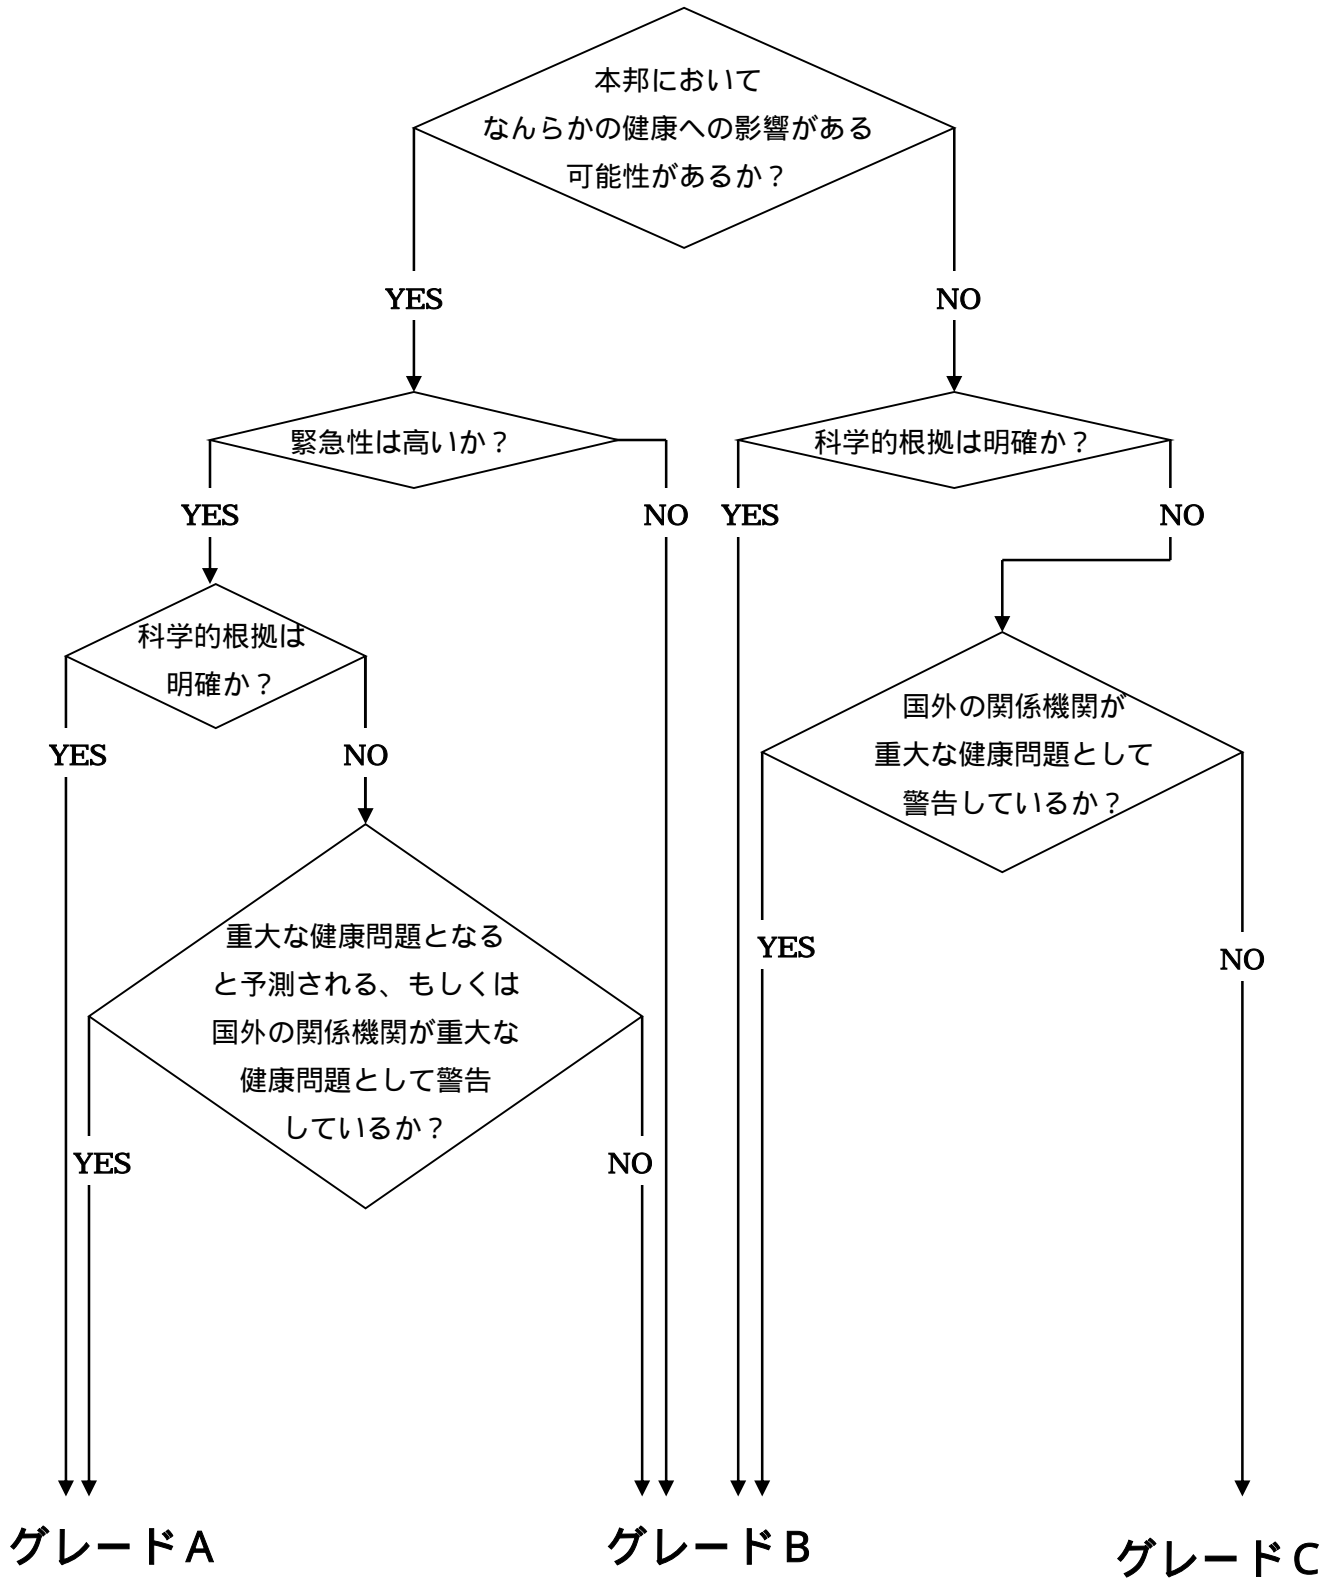 本邦において
なんらかの健康への影響がある
可能性があるか？
YES
NO
緊急性は高いか？
科学的根拠は明確か？
YES
NO
YES
NO
科学的根拠は
明確か？
国外の関係機関が
重大な健康問題として
警告しているか？
YES
NO
重大な健康問題となる
と予測される、もしくは
国外の関係機関が重大な
健康問題として警告
しているか？
YES
NO
YES
NO
グレードA
グレードB
グレードC